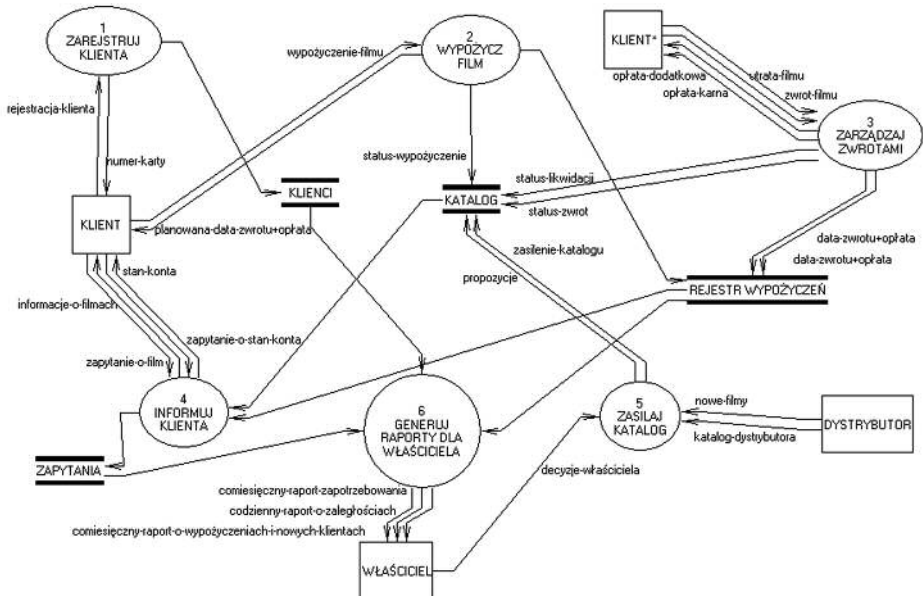 1
ZAREJESTRUJ
KLIENTA
2
WYPOŻYCZ
FILM
KLIENT*
wypożyczenie-filmu
opłata-dodatkowa
utrata-filmu
opłata-karna
zwrot-filmu
rejestracja-klienta
3
ZARZĄDZAJ
ZWROTAMI
numer-karty
status-wypożyczenie
KLIENCI
status-likwidacji
KATALOG
status-zwrot
KLIENT
planowana-data-zwrotu+opłata
data-zwrotu+opłata
data-zwrotu+opłata
zasilenie-katalogu
propozycje
stan-konta
REJESTR WYPOŻYCZEŃ
informacje-o-filmach
zapytanie-o-stan-konta
zapytanie-o-film
4
INFORMUJ
KLIENTA
6
GENERUJ
RAPORTY DLA
WŁAŚCICIELA
5
ZASILAJ
KATALOG
nowe-filmy
katalog-dystrybutora
DYSTRYBUTOR
ZAPYTANIA
decyzje-właściciela
comiesięczny-raport-zapotrzebowania
codzienny-raport-o-zaległościach
comiesięczny-raport-o-wypożyczeniach-i-nowych-klientach
WŁAŚCICIEL